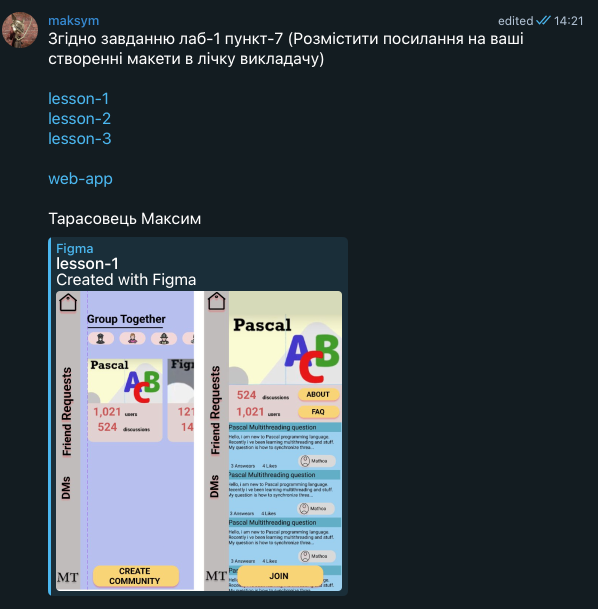 maksym
edited 14:21
Згідно завданню лаб-1 пункт-7 (Розмістити посилання на ваші
створенні макети в лічку викладачу)
lesson-1
lesson-2
lesson-3
web-app
Тарасовець Максим
Figma
lesson-1
Created with Figma
Friend Requests
DMs
MT
Group Together
Pascal
ABC
1,021 users
524 discussions
Figm
121
14
CREATE
COMMUNITY
Friend Requests
DMs
MT
Pascal
ABC
524 discussions
1,021 users
ABOUT
FAQ
Pascal Multithreading question
Hello, i am new to Pascal programming language.
Recently i ve been learning multithreading and stuff.
My question is how to synchronize threa...
3 Answears 4 Likes
Mathoa
Pascal Multithreading question
Hello, i am new to Pascal programming language.
Recently i ve been learning multithreading and stuff.
My question is how to synchronize threa...
3 Answears 4 Likes
Mathoa
Pascal Multithreading question
Hello, i am new to Pascal programming language.
Recently i ve been learning multithreading and stuff.
My question is how to synchronize threa...
3 Answears 4 Likes
Mathoa
JOIN